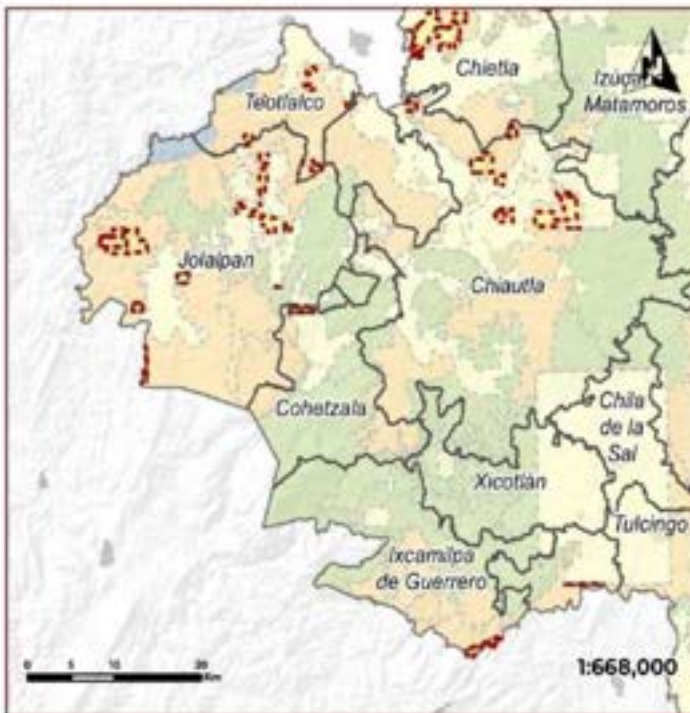 Chietla
Izúcar
Matamoros
N
Teotlalco
Jolalpan
Chiautla
Cohetzala
Chila
de la
Sal
Xicotlán
Tulcingo
Ixcamilpa
de Guerrero
0 5 10 20
Km
1:668,000